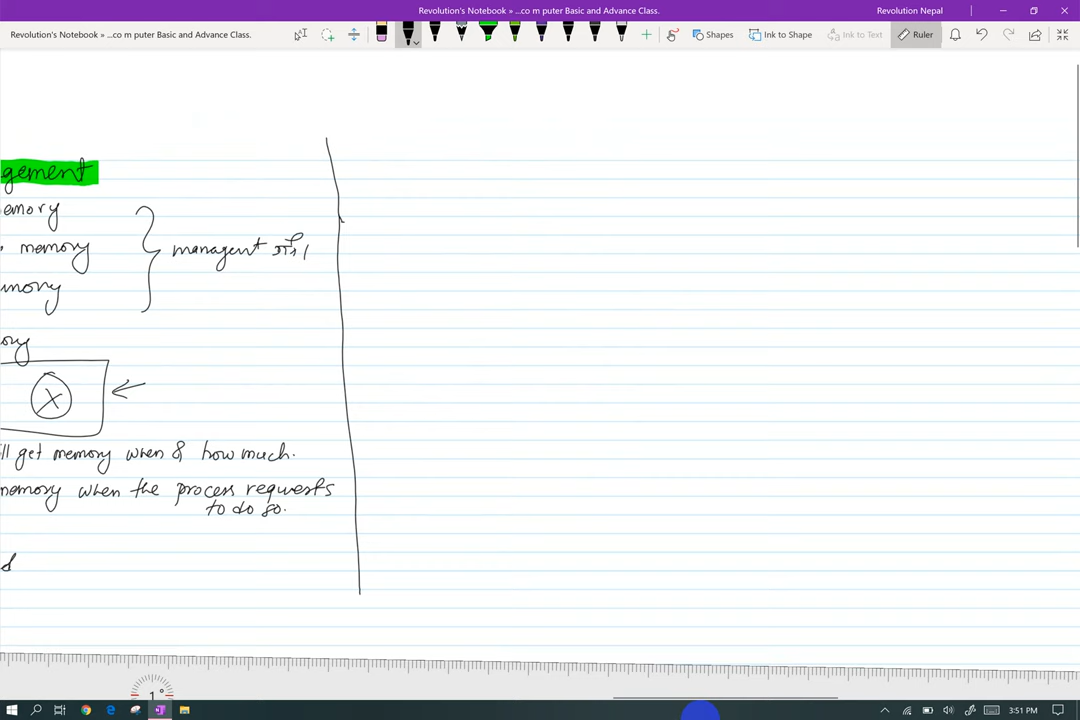 Revolution's Notebook » ...co m puter Basic and Advance Class.
Revolution Nepal
Revolution's Notebook » ...co m puter Basic and Advance Class.
Shapes
Ink to Shape
Ink to Text
Ruler
gement
emory
memory
managent गर्ने।
mory
ory
X
ll get memory when & how much.
memory when the process requests
to do so.
d
1°
3:51 PM